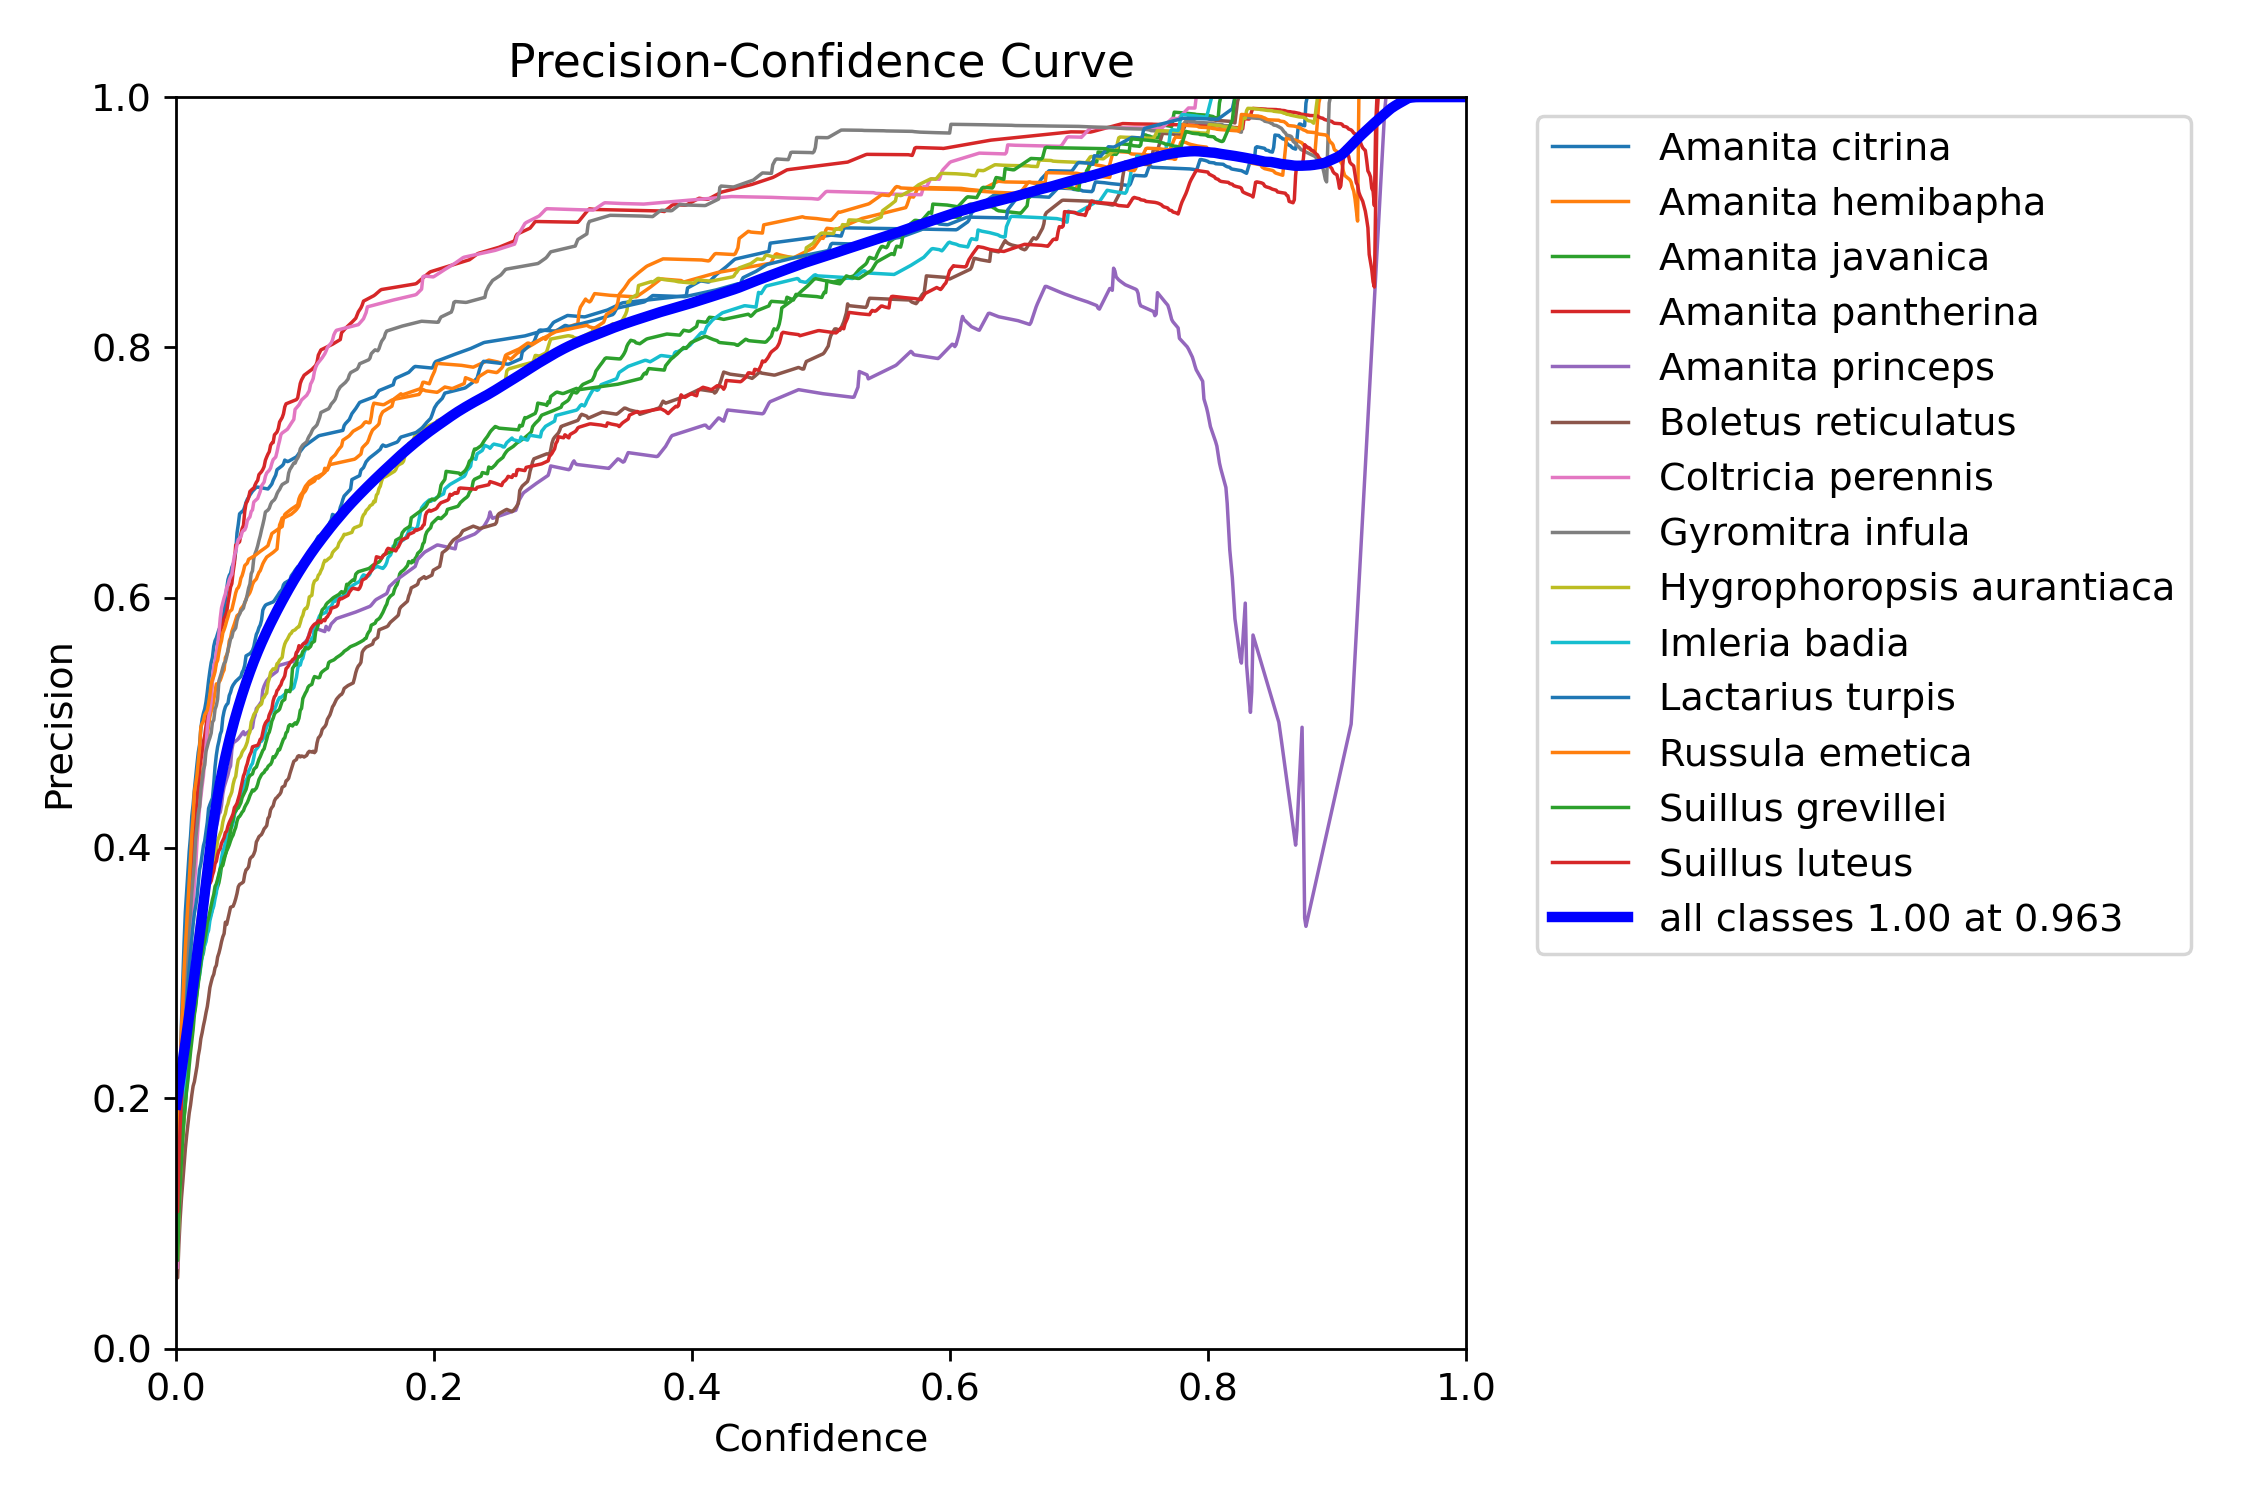 Precision-Confidence Curve
1.0
0.8
0.6
0.4
0.2
0.0
Precision
0.0 0.2 0.4 0.6 0.8 1.0
Confidence
Amanita citrina
Amanita hemibapha
Amanita javanica
Amanita pantherina
Amanita princeps
Boletus reticulatus
Coltricia perennis
Gyromitra infula
Hygrophoropsis aurantiaca
Imleria badia
Lactarius turpis
Russula emetica
Suillus grevillei
Suillus luteus
all classes 1.00 at 0.963